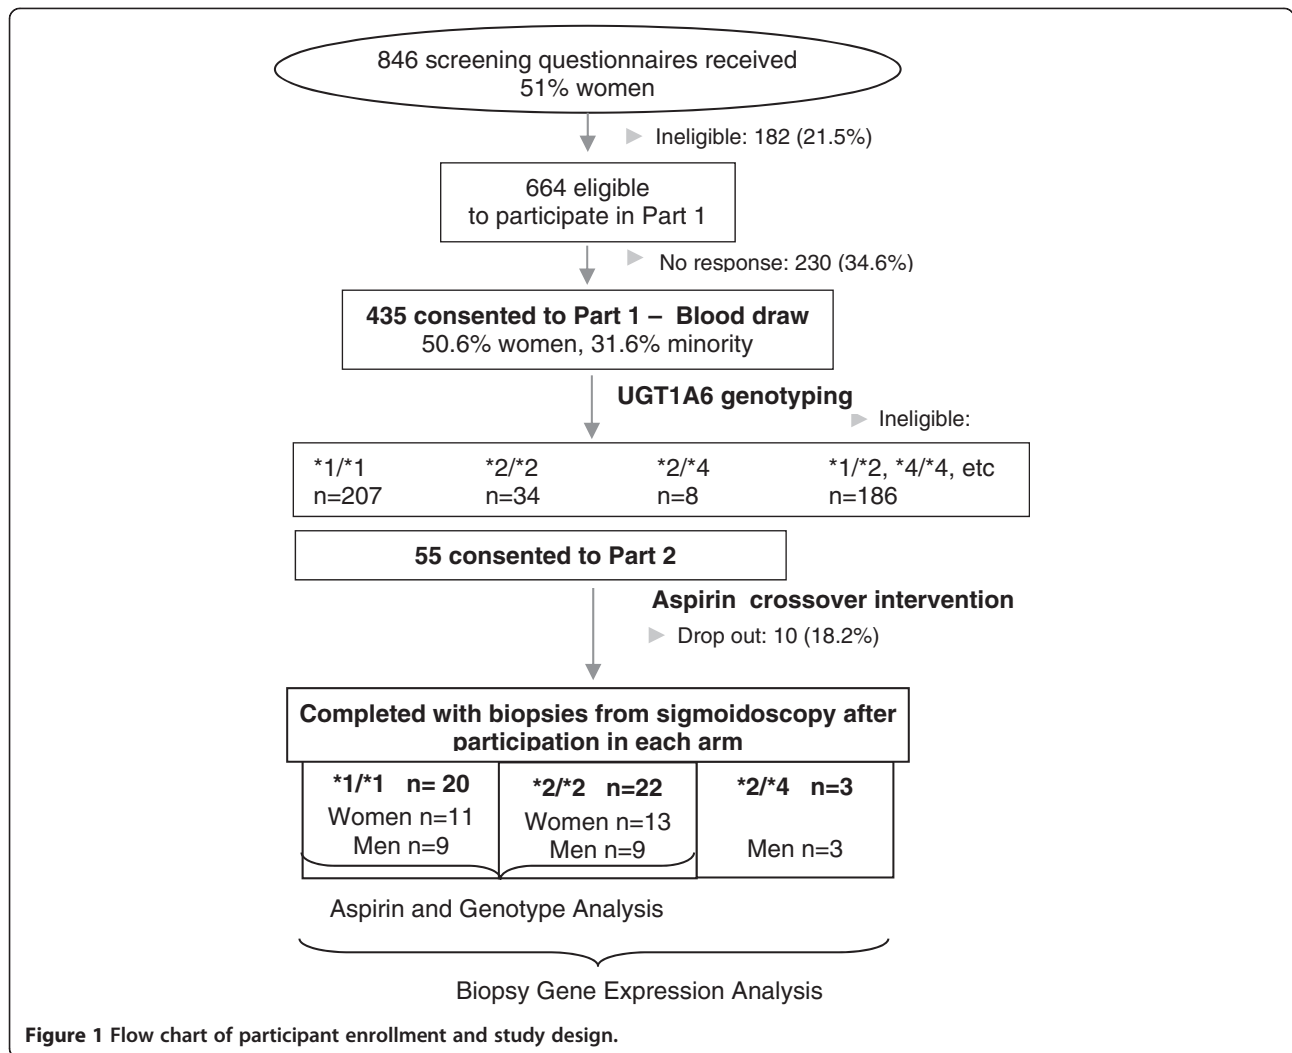 846 screening questionnaires received
51% women
Ineligible: 182 (21.5%)
664 eligible
to participate in Part 1
No response: 230 (34.6%)
435 consented to Part 1 – Blood draw
50.6% women, 31.6% minority
UGT1A6 genotyping
Ineligible:
*1/*1 *2/*2 *2/*4 *1/*2, *4/*4, etc
n=207 n=34 n=8 n=186
55 consented to Part 2
Aspirin crossover intervention
Drop out: 10 (18.2%)
Completed with biopsies from sigmoidoscopy after
participation in each arm
*1/*1 n= 20 *2/*2 n=22 *2/*4 n=3
Women n=11 Women n=13
Men n=9 Men n=9 Men n=3
Aspirin and Genotype Analysis
Biopsy Gene Expression Analysis
Figure 1 Flow chart of participant enrollment and study design.